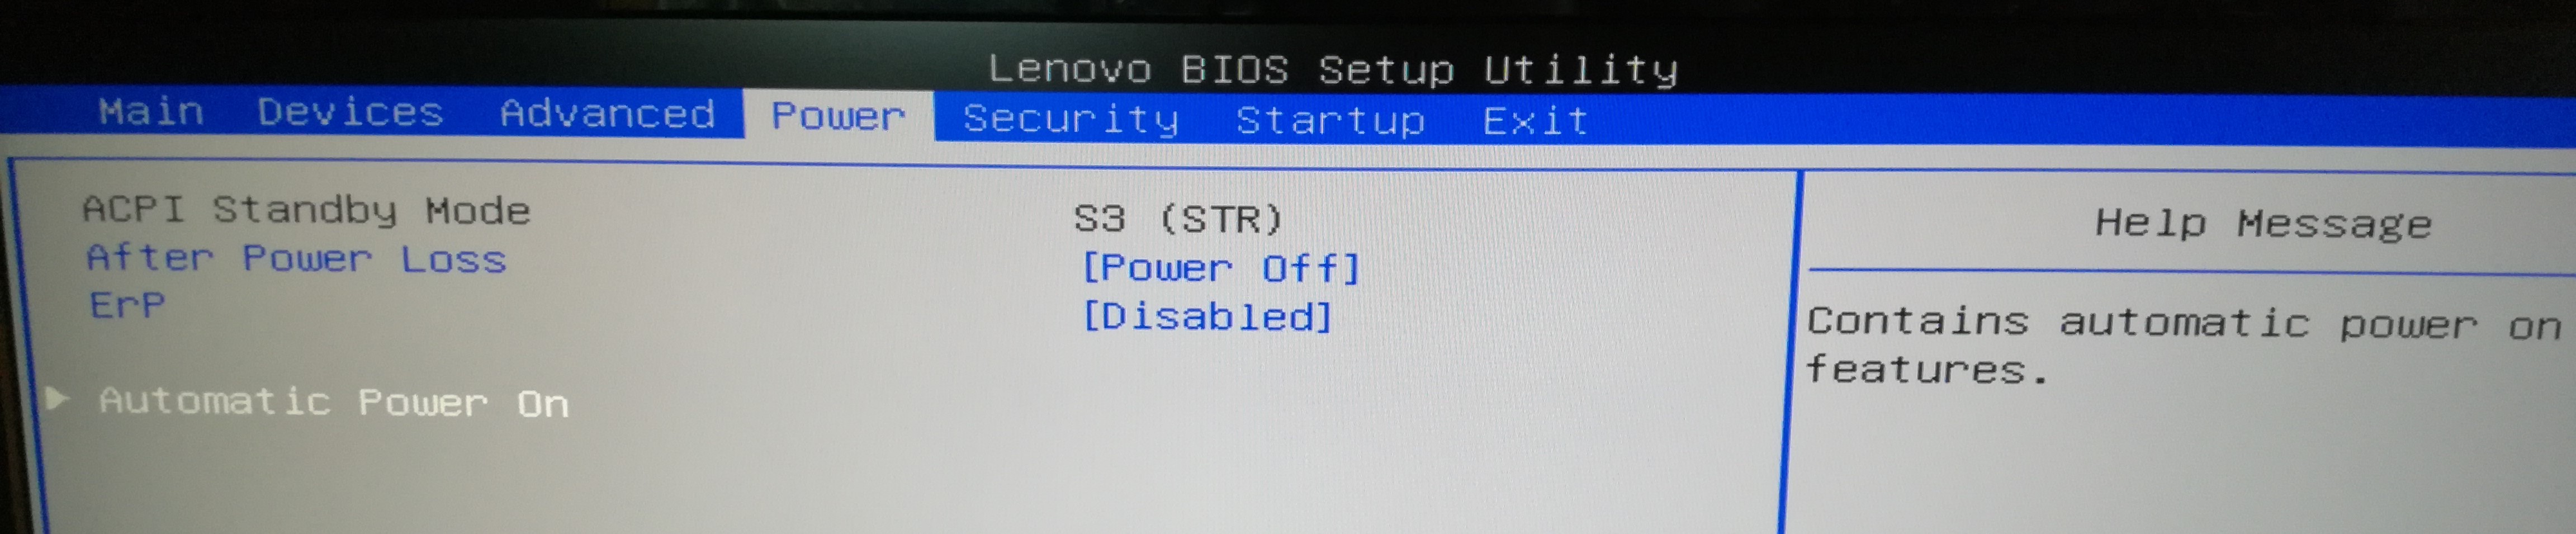 Lenovo BIOS Setup Utility
Main Devices Advanced Power Security Startup Exit
ACPI Standby Mode S3 (STR)
After Power Loss [Power Off]
ErP [Disabled]
Automatic Power On
Help Message
Contains automatic power on
features.